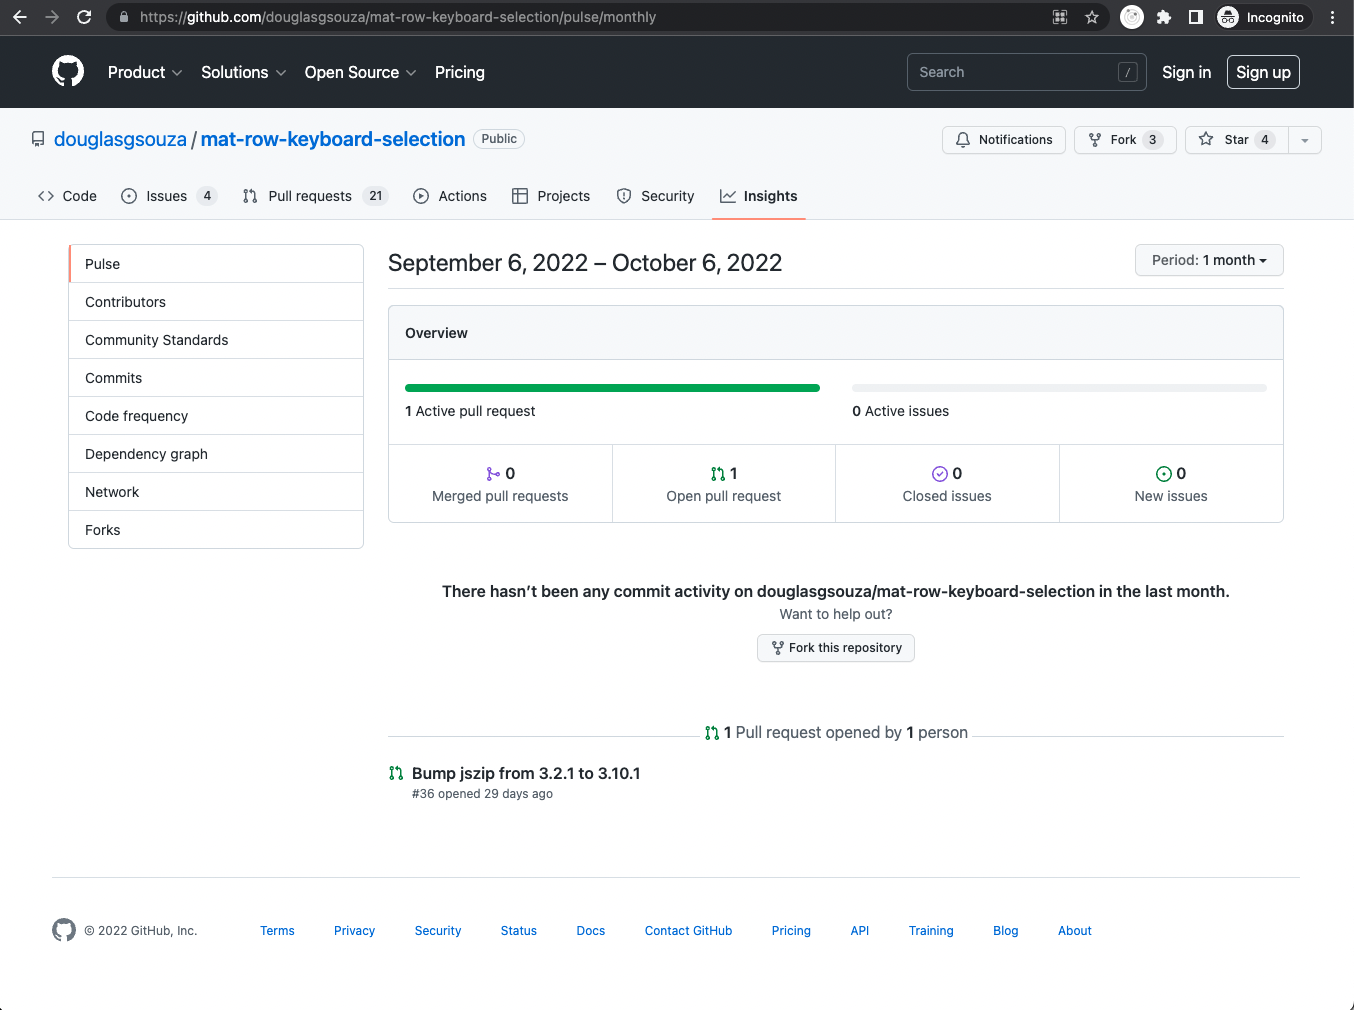 https://github.com/douglasgsouza/mat-row-keyboard-selection/pulse/monthly
Incognito
Product
Solutions
Open Source
Pricing
Search
/
Sign in
Sign up
douglasgsouza / mat-row-keyboard-selection
Public
Notifications
Fork 3
Star 4
Code
Issues 4
Pull requests 21
Actions
Projects
Security
Insights
Pulse
Contributors
Community Standards
Commits
Code frequency
Dependency graph
Network
Forks
September 6, 2022 – October 6, 2022
Period: 1 month
Overview
1 Active pull request
0 Active issues
0
Merged pull requests
1
Open pull request
0
Closed issues
0
New issues
There hasn’t been any commit activity on douglasgsouza/mat-row-keyboard-selection in the last month.
Want to help out?
Fork this repository
1 Pull request opened by 1 person
Bump jszip from 3.2.1 to 3.10.1
#36 opened 29 days ago
© 2022 GitHub, Inc.
Terms
Privacy
Security
Status
Docs
Contact GitHub
Pricing
API
Training
Blog
About